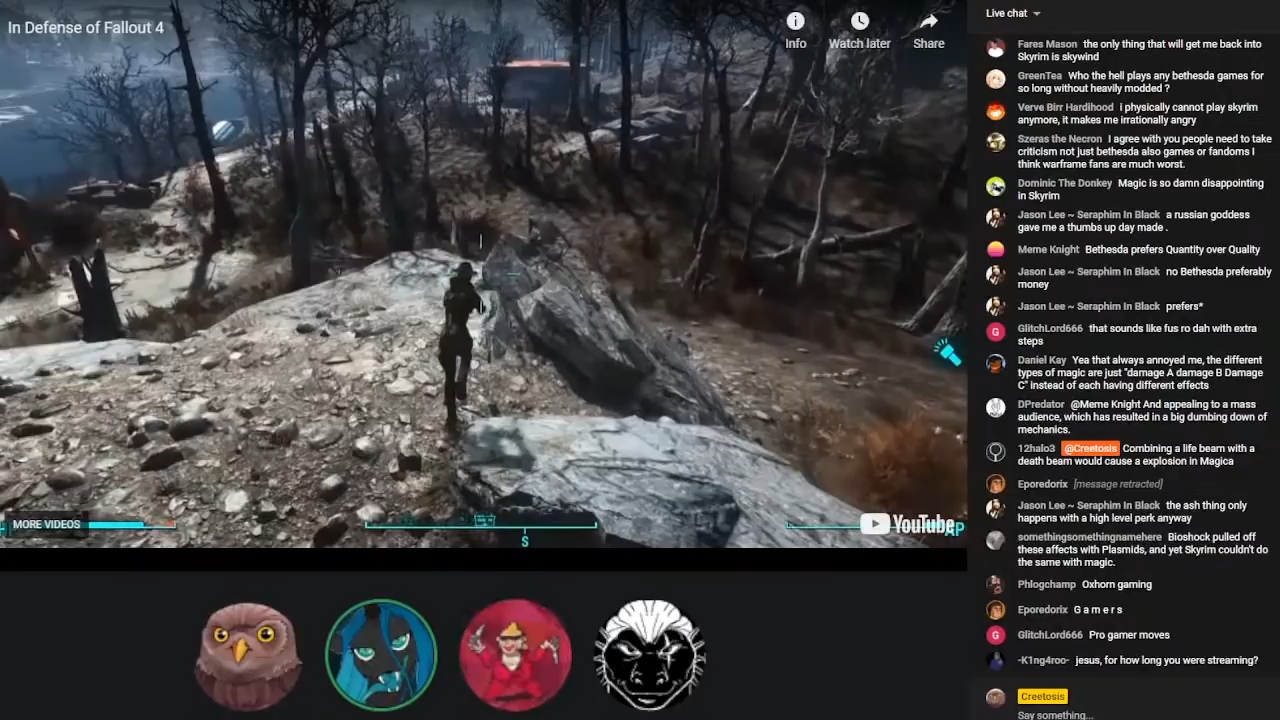 In Defense of Fallout 4
Info
Watch later
Share
MORE VIDEOS
S
YouTube
AP
Live chat
Fares Mason the only thing that will get me back into
Skyrim is skywind
GreenTea Who the hell plays any bethesda games for
so long without heavily modded ?
Verve Birr Hardihood i physically cannot play skyrim
anymore, it makes me irrationally angry
Szeras the Necron I agree with you people need to take
criticism not just bethesda also games or fandoms I
think warframe fans are much worst.
Dominic The Donkey Magic is so damn disappointing
in Skyrim
Jason Lee ~ Seraphim In Black a russian goddess
gave me a thumbs up day made .
Meme Knight Bethesda prefers Quantity over Quality
Jason Lee ~ Seraphim In Black no Bethesda preferably
money
Jason Lee ~ Seraphim In Black prefers*
G
GlitchLord666 that sounds like fus ro dah with extra
steps
Daniel Kay Yea that always annoyed me, the different
types of magic are just "damage A damage B Damage
C" instead of each having different effects
DPredator @Meme Knight And appealing to a mass
audience, which has resulted in a big dumbing down of
mechanics.
12halo3 @Creetosis Combining a life beam with a
death beam would cause a explosion in Magica
Eporedorix [message retracted]
Jason Lee ~ Seraphim In Black the ash thing only
happens with a high level perk anyway
somethingsomethingnamehere Bioshock pulled off
these affects with Plasmids, and yet Skyrim couldn't do
the same with magic.
Phlogchamp Oxhorn gaming
Eporedorix G a m e r s
G
GlitchLord666 Pro gamer moves
-K1ng4roo- jesus, for how long you were streaming?
Creetosis
Say something...